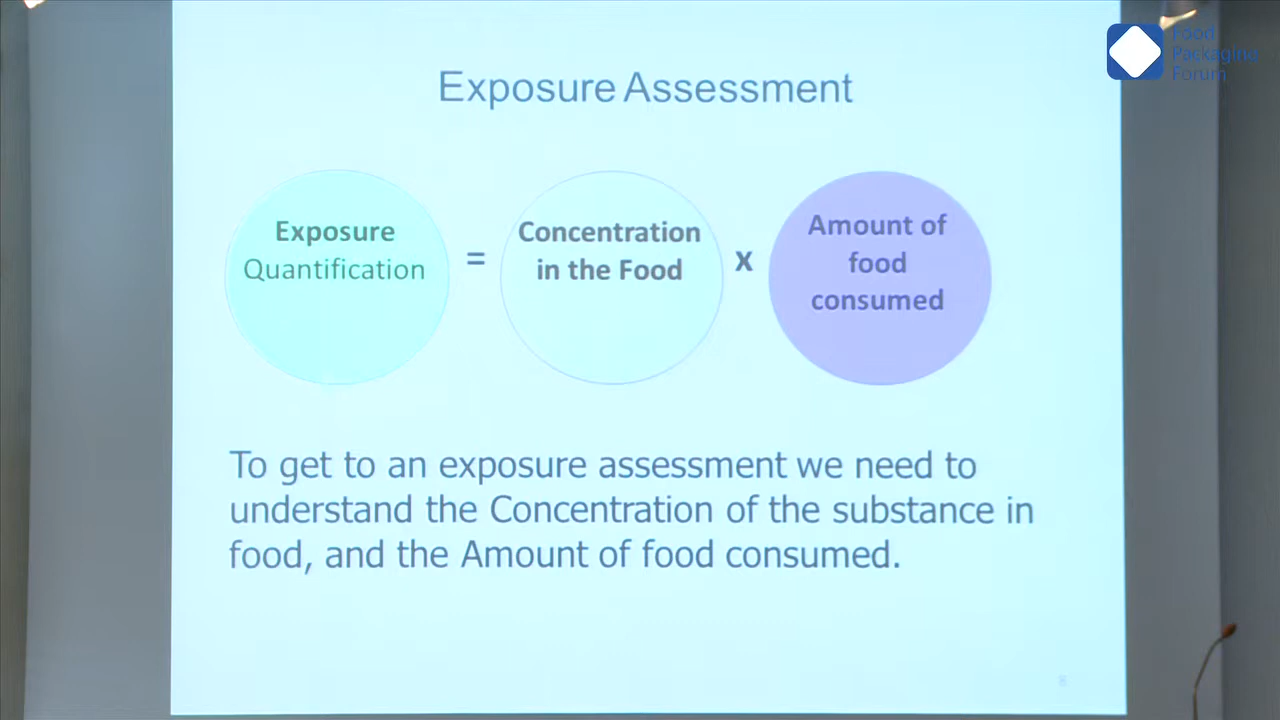 Food
Packaging
Forum
Exposure Assessment
Exposure
Quantification
=
Concentration
in the Food
x
Amount of
food
consumed
To get to an exposure assessment we need to
understand the Concentration of the substance in
food, and the Amount of food consumed.
8